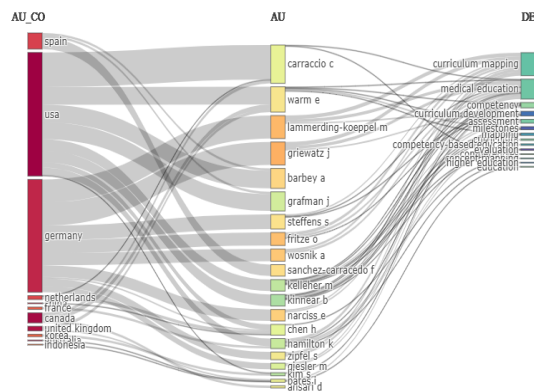 AU_CO
AU
DE
spain
usa
germany
netherlands
france
canada
united kingdom
korea
indonesia
carraccio c
warm e
lammerding-koeppel m
griewatz j
barbey a
grafman j
steffens s
fritze o
wosnik a
sanchez-carracedo f
kelleher m
kinnear b
narciss e
chen h
hamilton k
zipfel s
giesler m
kim s
bates j
ansari d
curriculum mapping
medical education
competency
curriculum development
assessment
milestones
mapping
competency-based education
evaluation
higher education
education